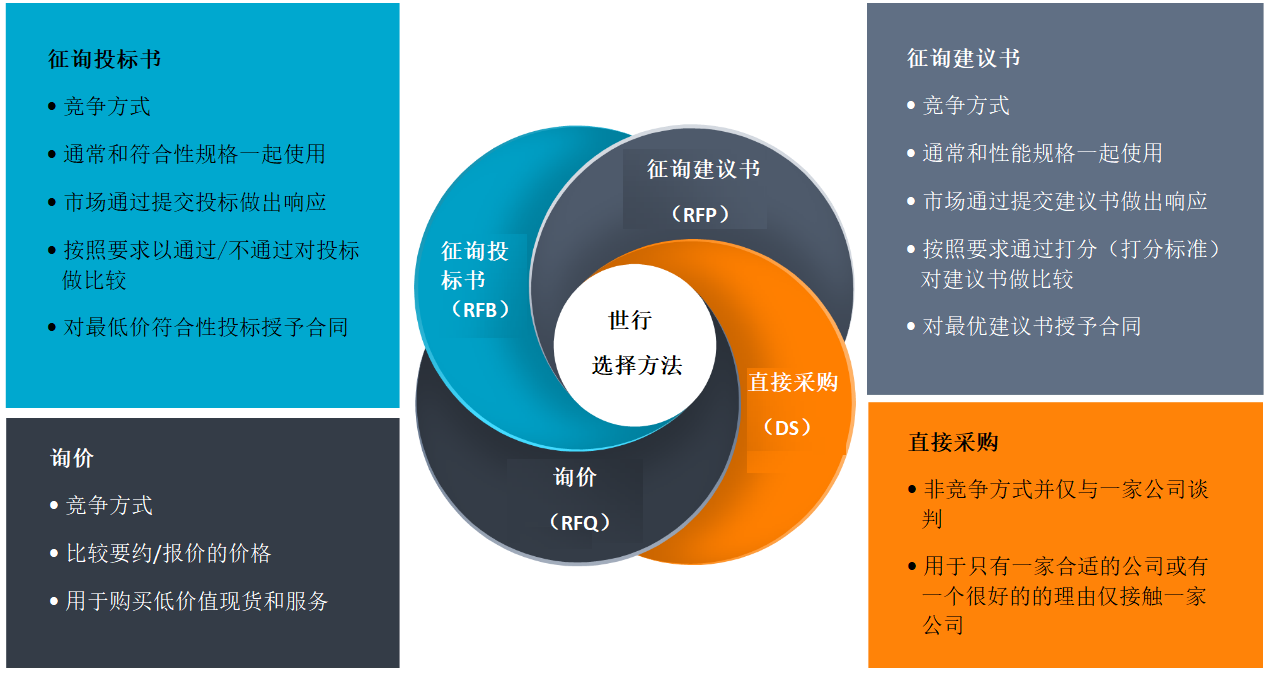 征询投标书
• 竞争方式
• 通常和符合性规格一起使用
• 市场通过提交投标做出响应
• 按照要求以通过/不通过对投标
做比较
• 对最低价符合性投标授予合同
询价
• 竞争方式
• 比较要约/报价的价格
• 用于购买低价值现货和服务
征询建议书
（RFP）
征询投
标书
（RFB）
世行
选择方法
直接采购
（DS）
询价
（RFQ）
征询建议书
• 竞争方式
• 通常和性能规格一起使用
• 市场通过提交建议书做出响应
• 按照要求通过打分（打分标准）
对建议书做比较
• 对最优建议书授予合同
直接采购
• 非竞争方式并仅与一家公司谈
判
• 用于只有一家合适的公司或有
一个很好的的理由仅接触一家
公司